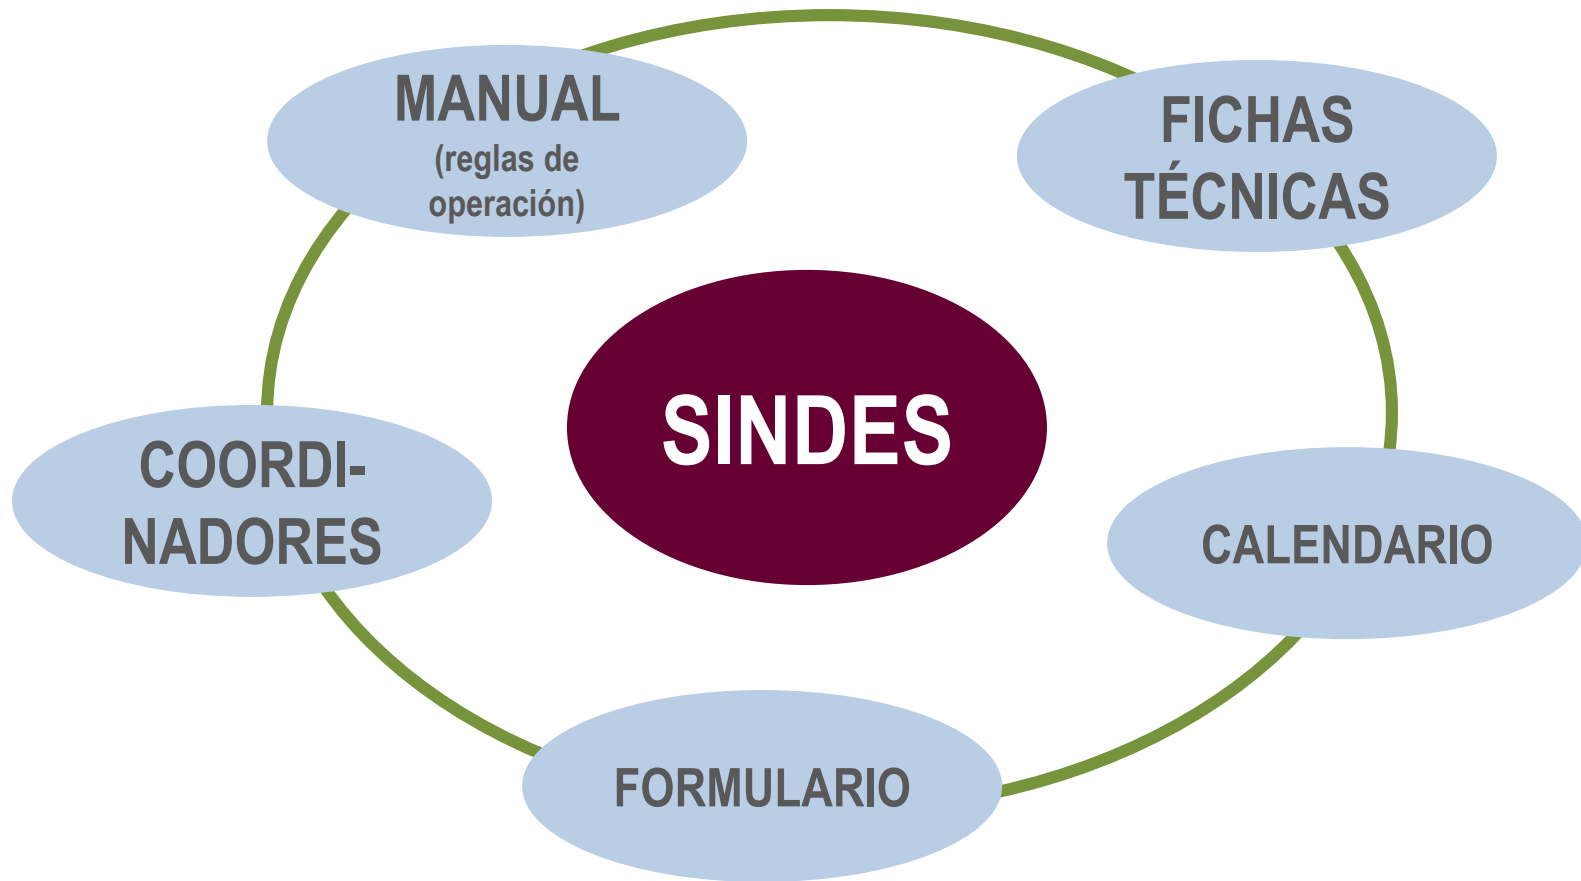 MANUAL
(reglas de
operación)
FICHAS
TÉCNICAS
SINDES
COORDI-
NADORES
CALENDARIO
FORMULARIO